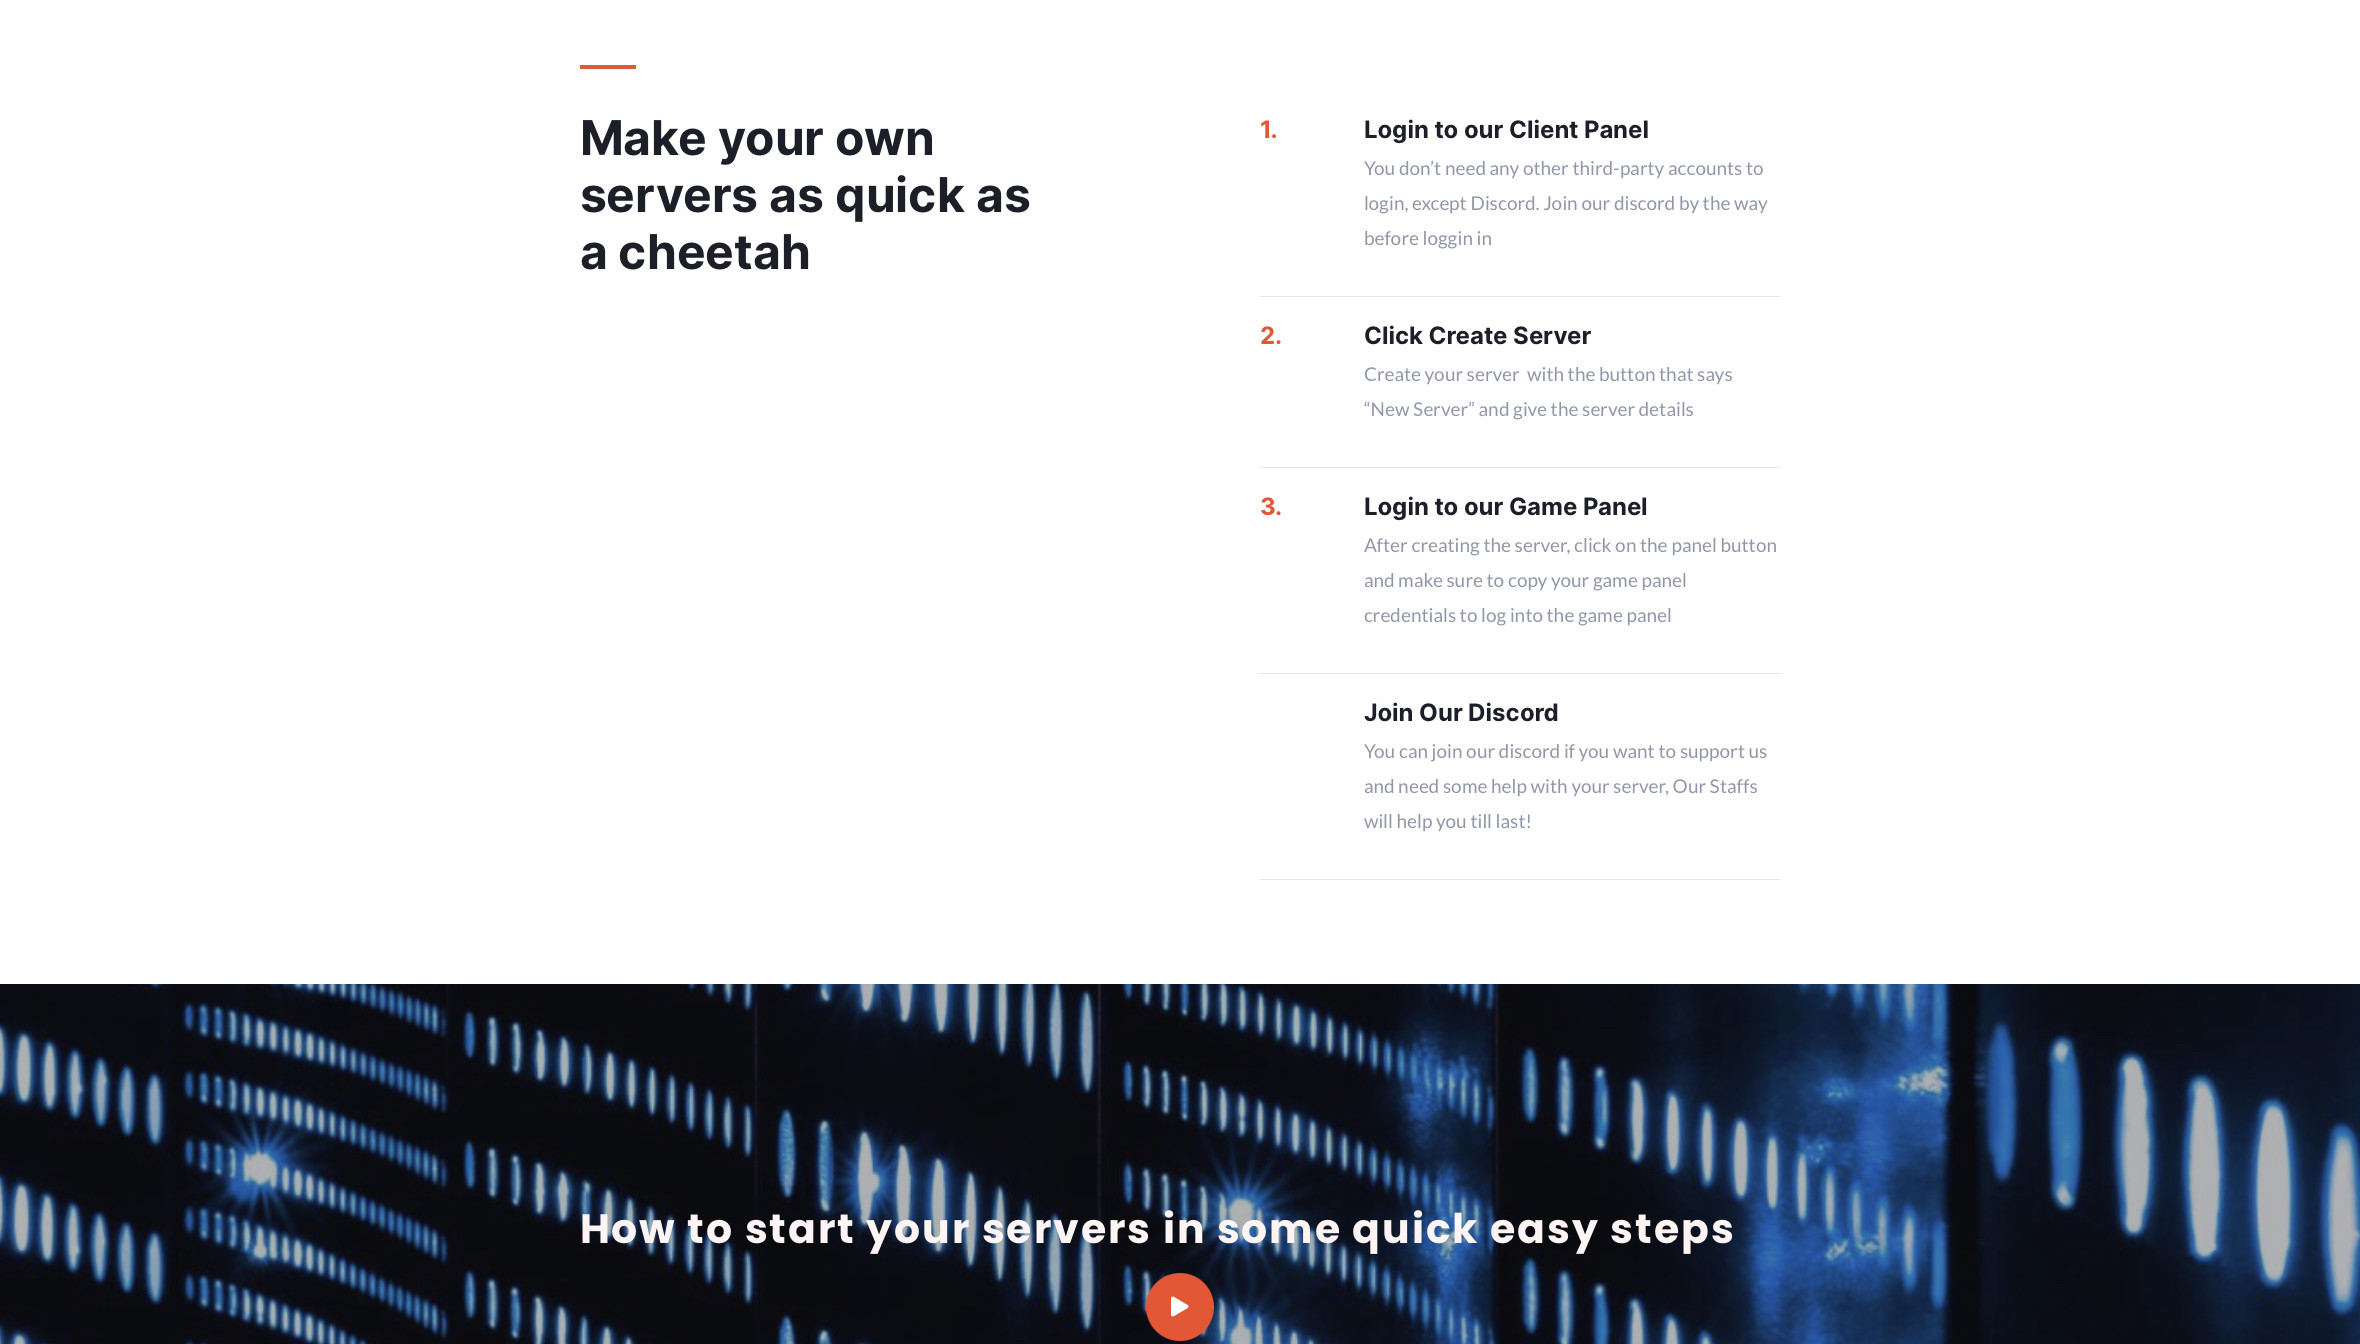 Make your own
servers as quick as
a cheetah
1.
Login to our Client Panel
You don’t need any other third-party accounts to
login, except Discord. Join our discord by the way
before loggin in
2.
Click Create Server
Create your server  with the button that says
“New Server” and give the server details
3.
Login to our Game Panel
After creating the server, click on the panel button
and make sure to copy your game panel
credentials to log into the game panel
Join Our Discord
You can join our discord if you want to support us
and need some help with your server, Our Staffs
will help you till last!
How to start your servers in some quick easy steps